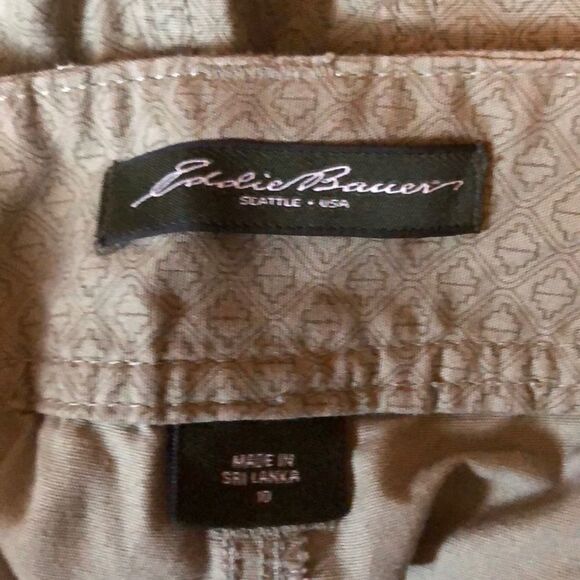 Eddie Bauer
SEATTLE • USA
MADE IN
SRI LANKA
10